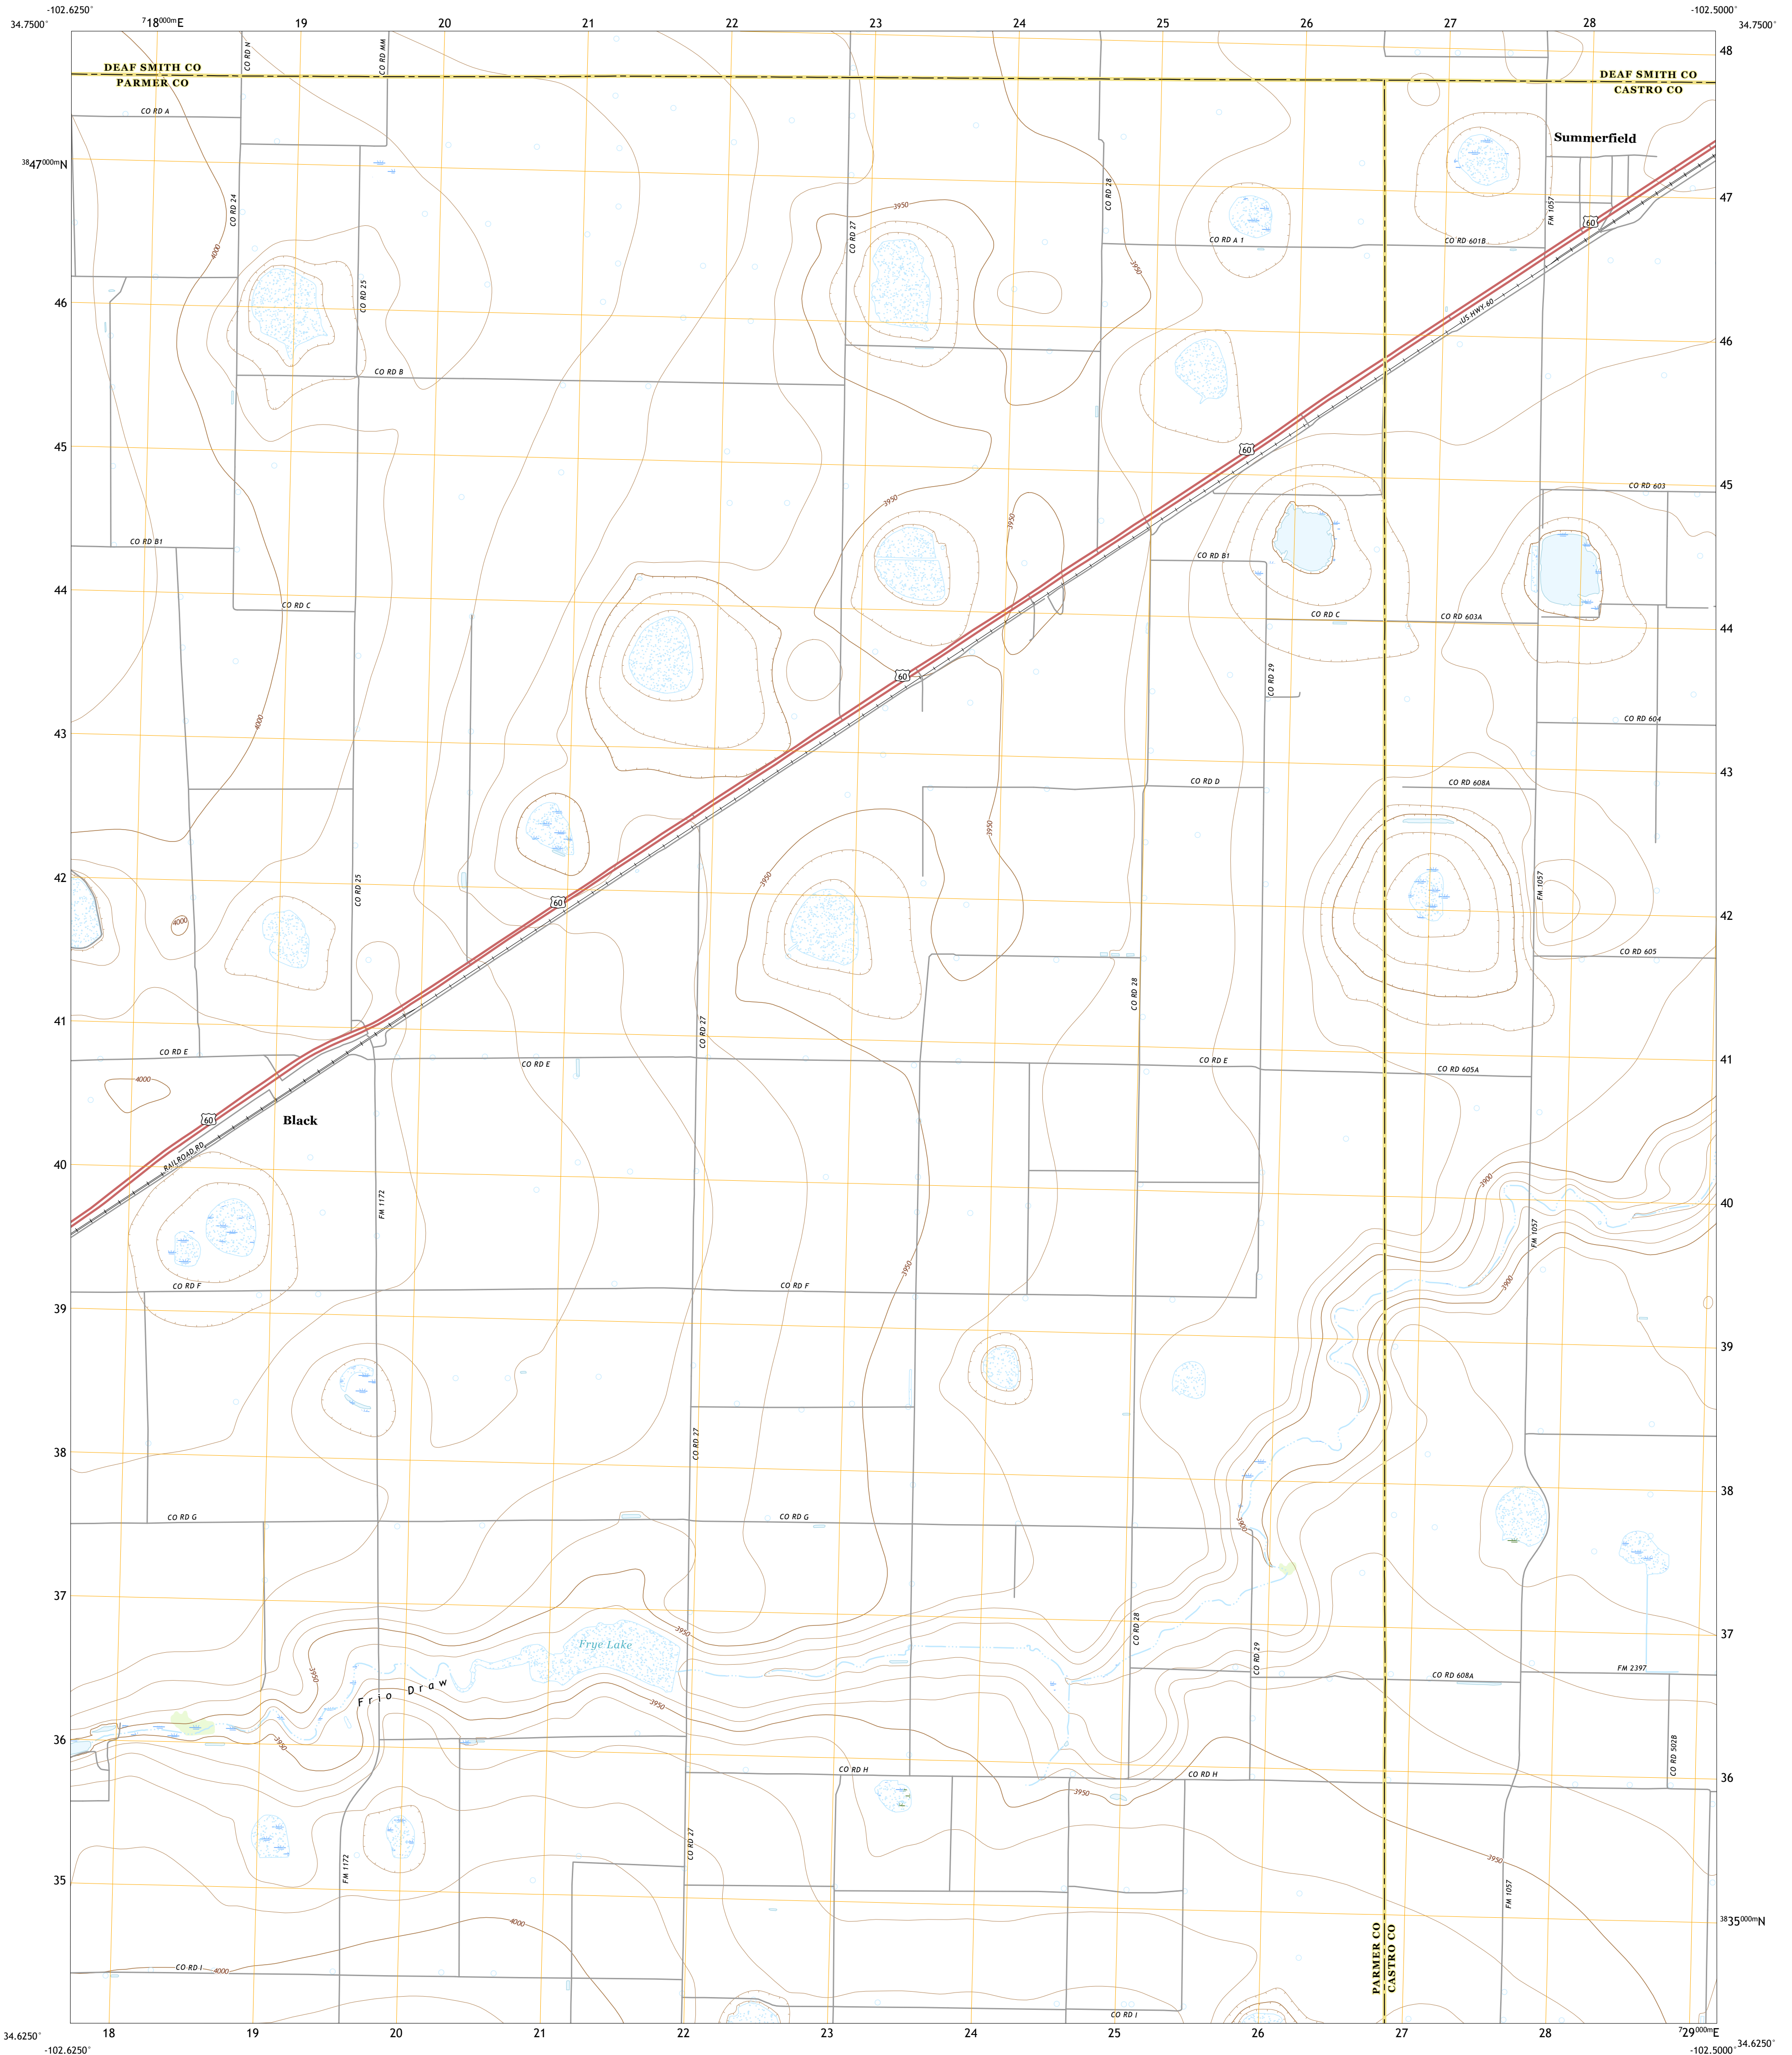 -102.6250°
-102.5000°
34.7500°
⁷18⁰⁰⁰ᵐE
19
20
21
22
23
24
25
26
27
28
34.7500°
CO RD N
CO RD MM
48
DEAF SMITH CO
PARMER CO
DEAF SMITH CO
CASTRO CO
CO RD A
Summerfield
³⁸47⁰⁰⁰ᵐN
47
CO RD 24
CO RD 28
3950
FM 1057
60
4000
CO RD 27
CO RD A 1
CO RD 601B
3950
CO RD 25
46
US HWY 60
46
CO RD B
45
60
45
CO RD 603
3950
3950
CO RD B1
CO RD B1
44
CO RD C
CO RD C
CO RD 603A
44
60
CO RD 29
4000
CO RD 604
43
43
CO RD D
CO RD 608A
3950
42
CO RD 25
3950
FM 1057
60
42
4000
CO RD 605
CO RD 28
41
CO RD 27
41
CO RD E
CO RD E
CO RD E
CO RD 605A
4000
60
Black
RAILROAD RD
40
3900
40
FM 1172
FM 1057
3950
3900
CO RD F
CO RD F
39
39
38
CO RD 27
38
CO RD G
CO RD G
3900
37
37
CO RD 28
3950
Frye Lake
CO RD 29
3950
CO RD 608A
FM 2397
Frio Draw
3950
36
3950
CO RD 502B
CO RD H
CO RD H
36
3950
CO RD 27
3950
FM 1172
35
FM 1057
4000
³⁸35⁰⁰⁰ᵐN
PARMER CO
CASTRO CO
CO RD I
4000
CO RD I
34.6250°
18
19
20
21
22
23
24
25
26
27
28
⁷29⁰⁰⁰ᵐE
34.6250°
-102.6250°
-102.5000°